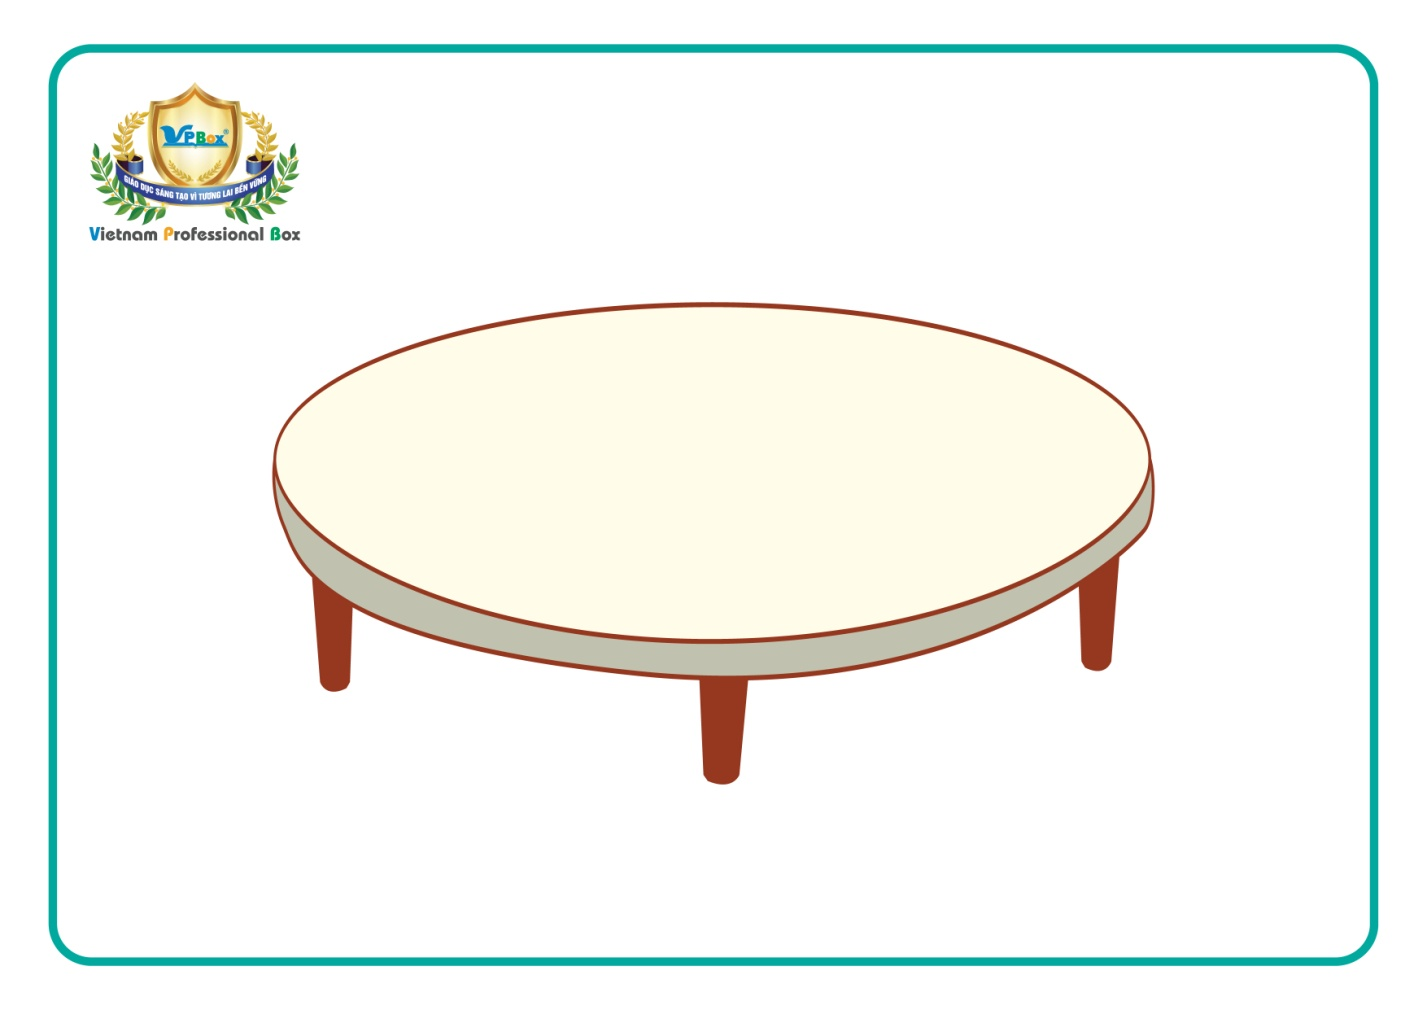 VPBox®
GIÁO DỤC SÁNG TẠO VÌ TƯƠNG LAI BỀN VỮNG
Vietnam Professional Box